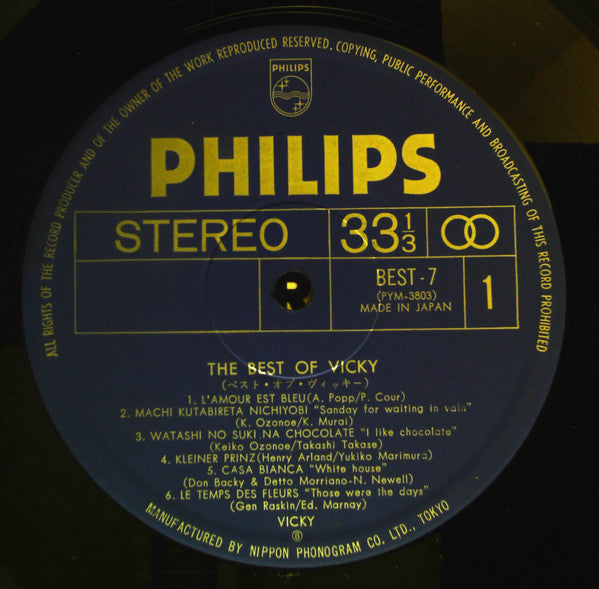 ALL RIGHTS OF THE RECORD PRODUCER AND OF THE OWNER OF THE WORK REPRODUCED RESERVED. COPYING, PUBLIC PERFORMANCE AND BROADCASTING OF THIS RECORD PROHIBITED
PHILIPS
PHILIPS
STEREO 33 1/3
BEST-7
(PYM-3803)
MADE IN JAPAN
1
THE BEST OF VICKY
(ベスト・オブ・ヴィッキー)
1. L'AMOUR EST BLEU(A. Popp/P. Cour)
2. MACHI KUTABIRETA NICHIYOBI "Sanday for waiting in vain"
(K. Ozonoe/K. Murai)
3. WATASHI NO SUKI NA CHOCOLATE "I like chocolate"
(Keiko Ozonoe/Takashi Takase)
4. KLEINER PRINZ(Henry Arland/Yukiko Marimura)
5. CASA BIANCA "White house"
(Don Backy & Detto Morriano-N. Newell)
6. LE TEMPS DES FLEURS "Those were the days"
(Gen Raskin/Ed. Marnay)
VICKY
MANUFACTURED BY NIPPON PHONOGRAM CO. LTD., TOKYO